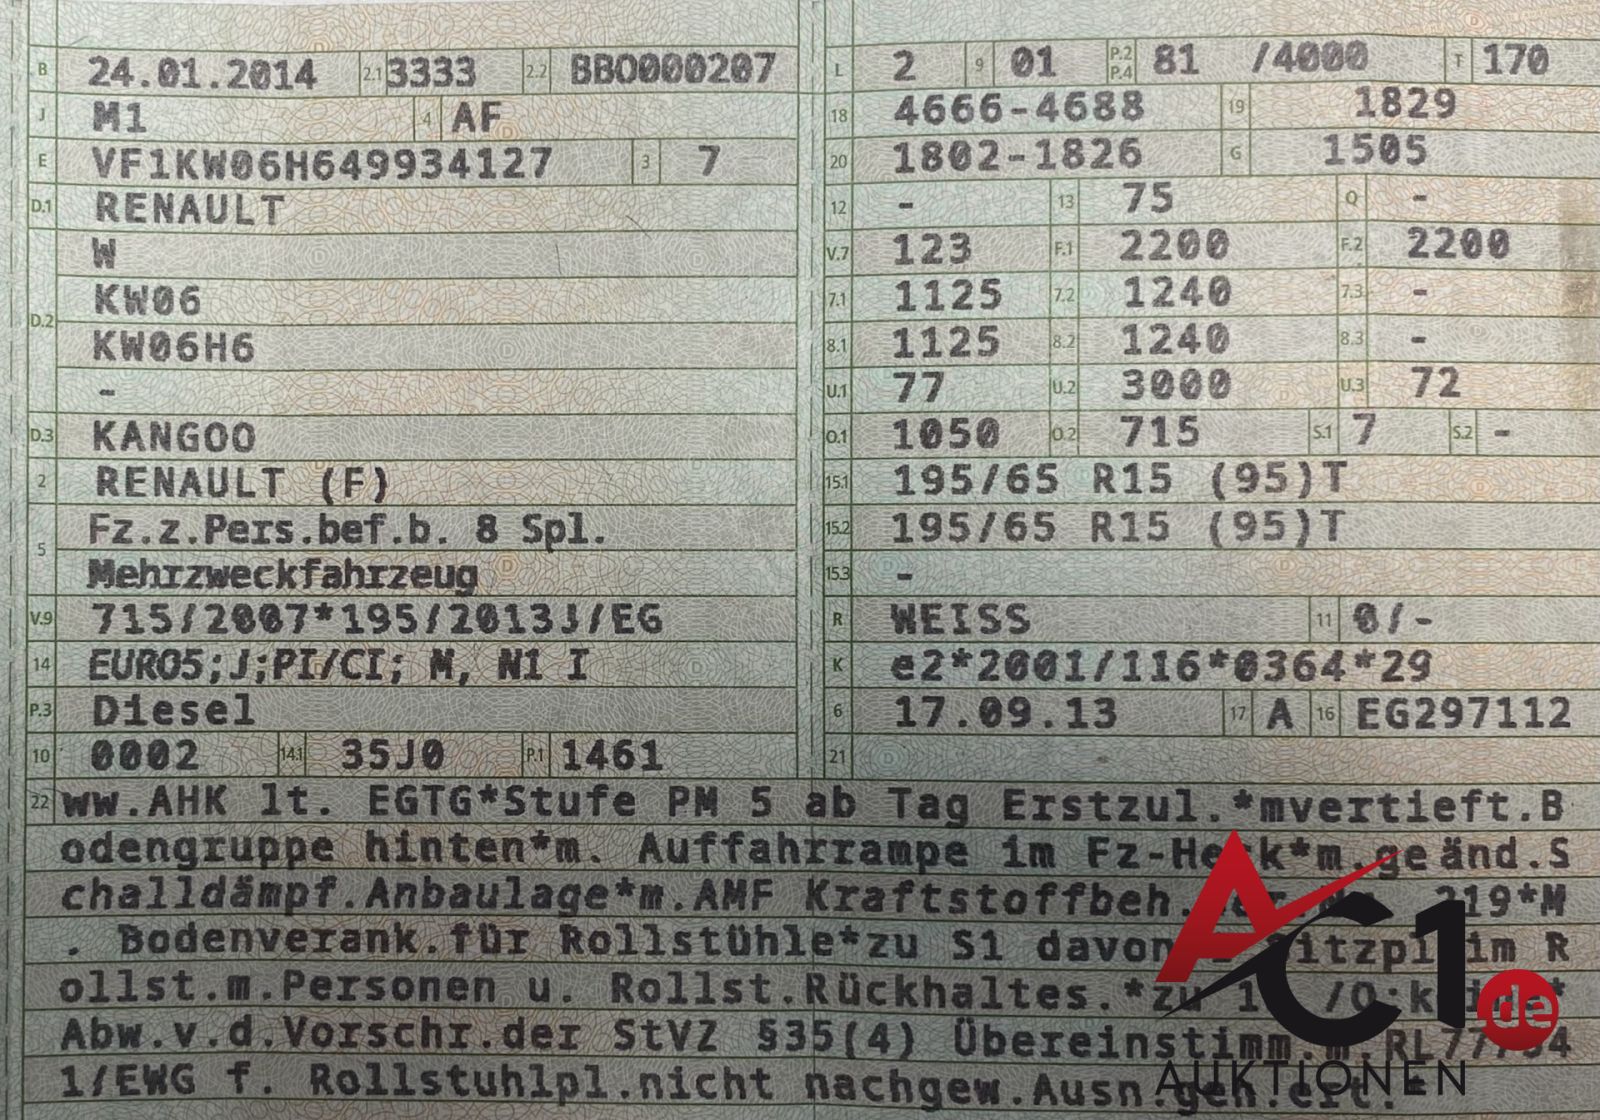 B 24.01.2014 2.1 3333 2.2 BBO000207
J M1 4 AF
E VF1KW06H649934127 3 7
D.1 RENAULT
W
KW06
D.2
KW06H6
-
D.3 KANGOO
2 RENAULT (F)
Fz.z.Pers.bef.b. 8 Spl.
5
Mehrzweckfahrzeug
V.9 715/2007*195/2013J/EG
14 EURO5;J;PI/CI; M, N1 I
P.3 Diesel
10 0002 14.1 35J0 P.1 1461
L 2 9 01 P.2 P.4 81 /4000 T 170
18 4666-4688 19 1829
20 1802-1826 G 1505
12 - 13 75 Q -
V.7 123 F.1 2200 F.2 2200
7.1 1125 7.2 1240 7.3 -
8.1 1125 8.2 1240 8.3 -
U.1 77 U.2 3000 U.3 72
O.1 1050 O.2 715 S.1 7 S.2 -
15.1 195/65 R15 (95)T
15.2 195/65 R15 (95)T
15.3 -
R WEISS 11 0/-
K e2*2001/116*0364*29
6 17.09.13 17 A 16 EG297112
21
22 ww.AHK lt. EGTG*Stufe PM 5 ab Tag Erstzul.*mvertieft.B
odengruppe hinten*m. Auffahrrampe im Fz-Heck*m.geänd.S
challdämpf.Anbaulage*m.AMF Kraftstoffbeh. 219*M
. Bodenverank.für Rollstühle*zu S1 davon Sitzpl im R
ollst.m.Personen u. Rollst.Rückhaltes.*zu 1 /O:keine*
Abw.v.d.Vorschr.der StVZ §35(4) Übereinstimm.m.RL
1/EWG f. Rollstuhlpl.nicht nachgew.Ausn.geh.ert.*
AC1.de
AUKTIONEN